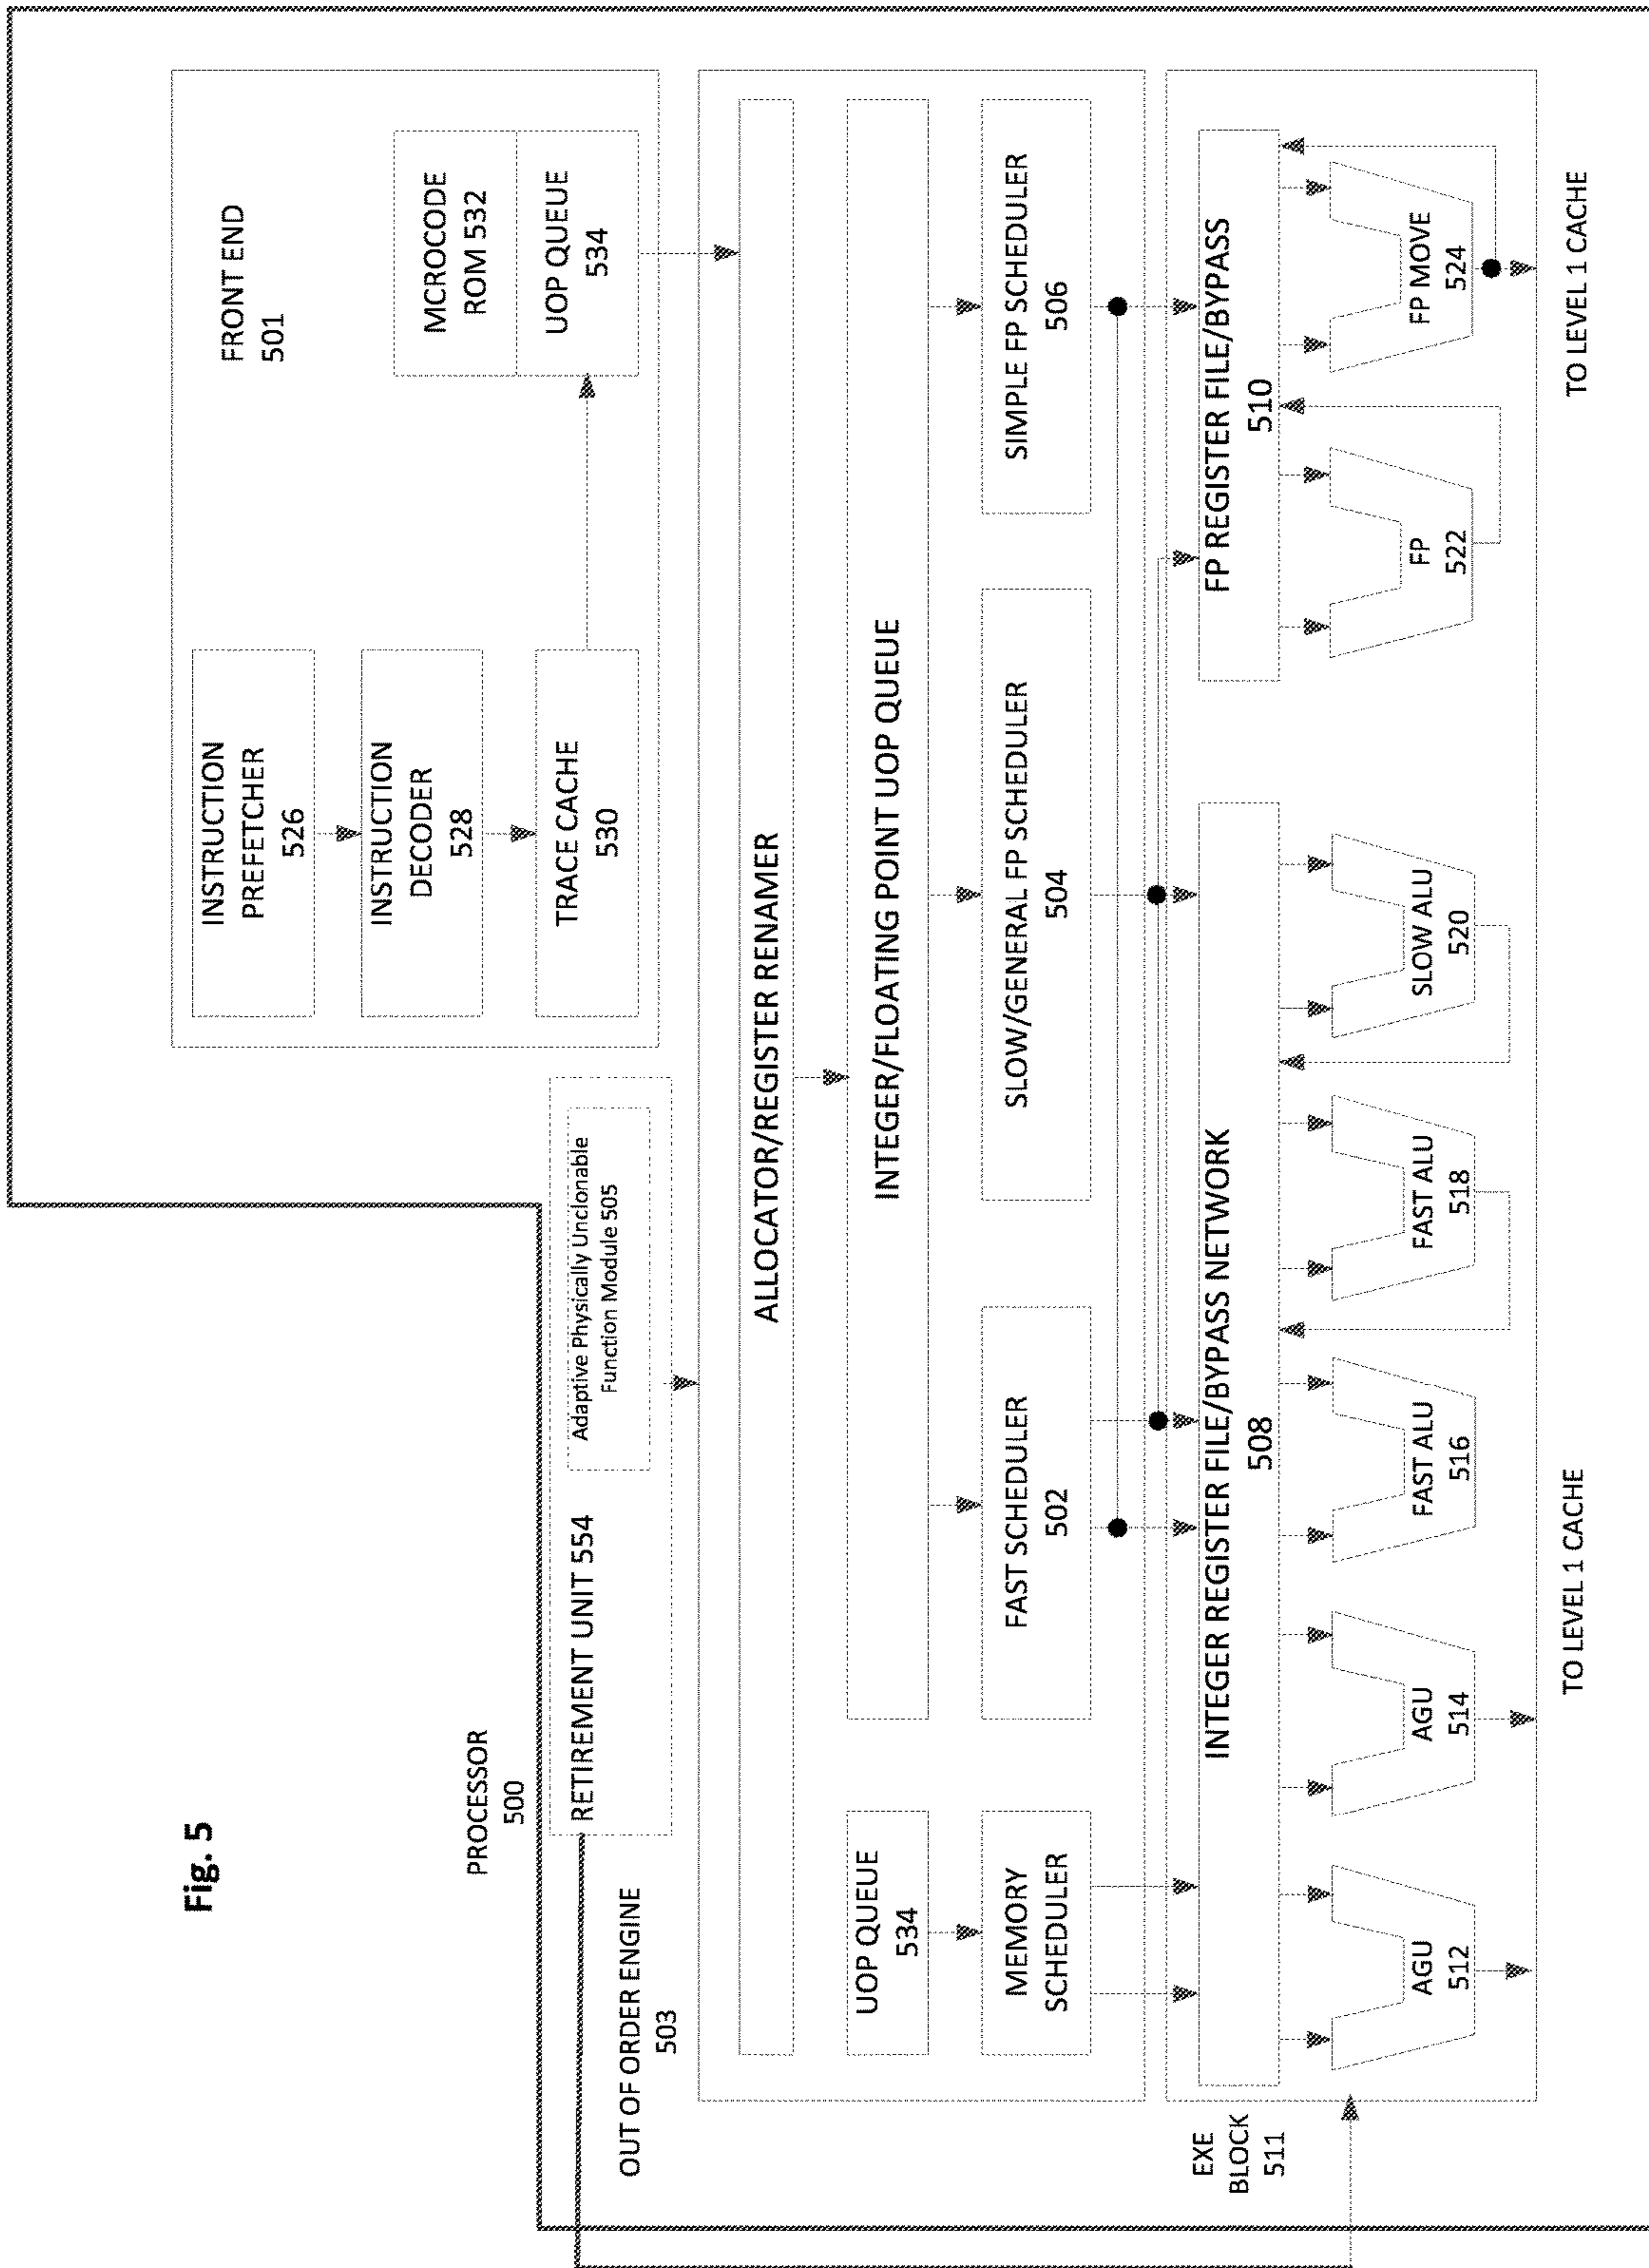 Fig. 5
PROCESSOR
500
FRONT END
501
INSTRUCTION
PREFETCHER
526
INSTRUCTION
DECODER
528
TRACE CACHE
530
MCROCODE
ROM 532
UOP QUEUE
534
RETIREMENT UNIT 554
Adaptive Physically Unclonable
Function Module 505
OUT OF ORDER ENGINE
503
ALLOCATOR/REGISTER RENAMER
UOP QUEUE
534
INTEGER/FLOATING POINT UOP QUEUE
MEMORY
SCHEDULER
FAST SCHEDULER
502
SLOW/GENERAL FP SCHEDULER
504
SIMPLE FP SCHEDULER
506
EXE
BLOCK
511
INTEGER REGISTER FILE/BYPASS NETWORK
508
FP REGISTER FILE/BYPASS
510
AGU
512
AGU
514
FAST ALU
516
FAST ALU
518
SLOW ALU
520
FP
522
FP MOVE
524
TO LEVEL 1 CACHE
TO LEVEL 1 CACHE